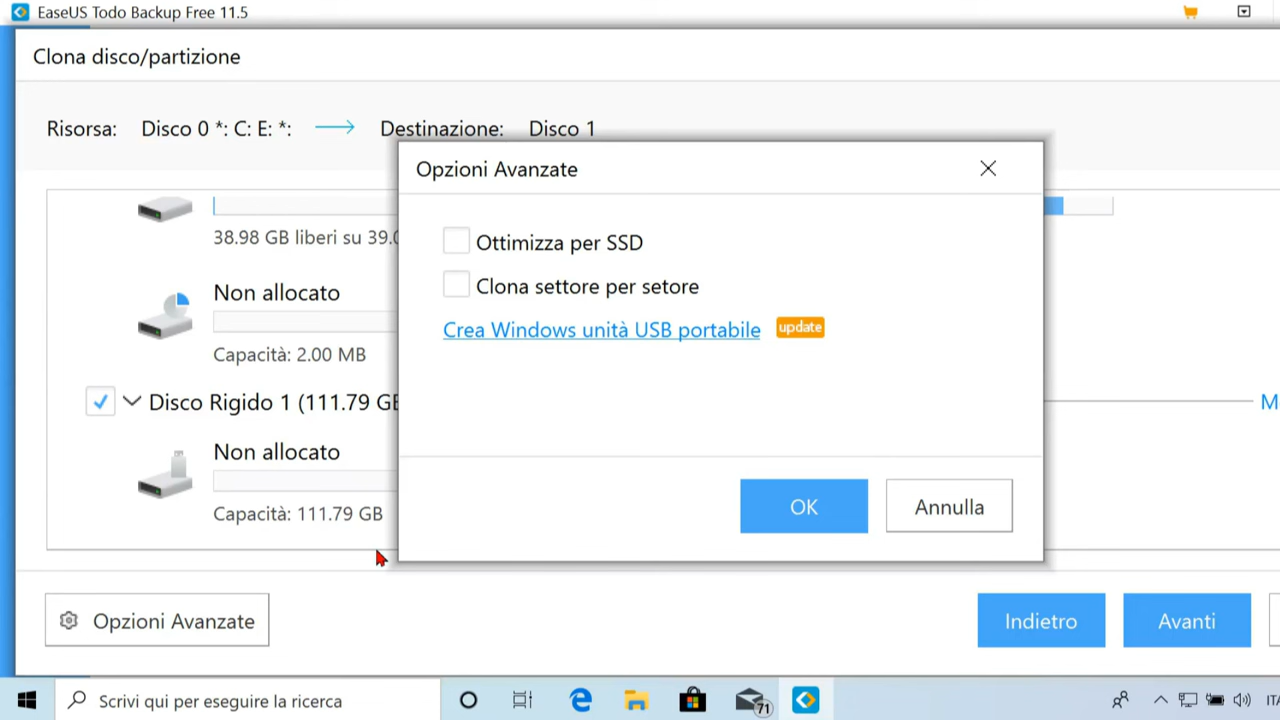 EaseUS Todo Backup Free 11.5
Clona disco/partizione
Risorsa: Disco 0 *: C: E: *: Destinazione: Disco 1
Opzioni Avanzate
Ottimizza per SSD
Clona settore per setore
Crea Windows unità USB portabile update
OK Annulla
38.98 GB liberi su 39.0
Non allocato
Capacità: 2.00 MB
Disco Rigido 1 (111.79 GB
M
Non allocato
Capacità: 111.79 GB
Opzioni Avanzate
Indietro Avanti
Scrivi qui per eseguire la ricerca
71
ITA